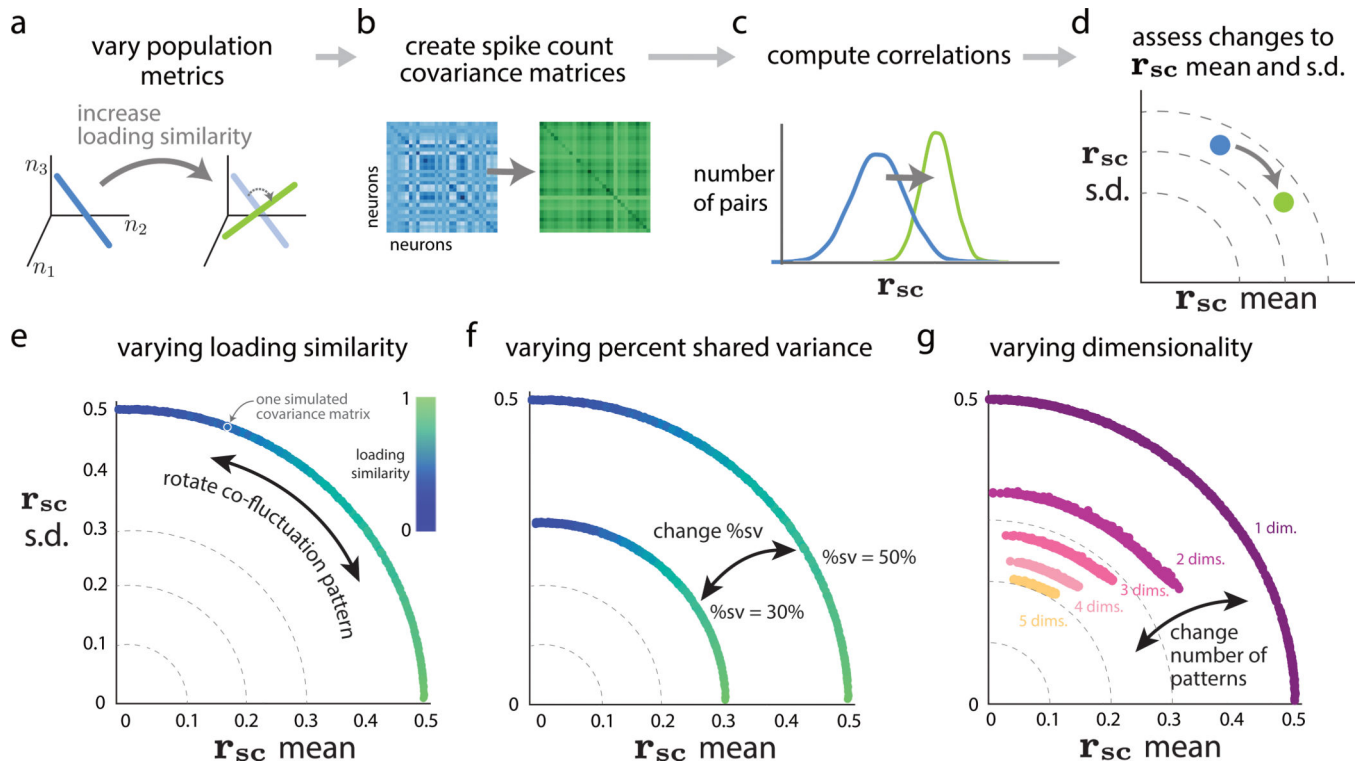 a
vary population
metrics
increase
loading similarity
n3
n2
n1
b
create spike count
covariance matrices
neurons
neurons
c
compute correlations
number
of pairs
rsc
d
assess changes to
rsc mean and s.d.
rsc
s.d.
rsc mean
e
varying loading similarity
0.5
0.4
0.3
0.2
0.1
0
rsc
s.d.
one simulated
covariance matrix
rotate co-fluctuation pattern
1
loading
similarity
0
0 0.1 0.2 0.3 0.4 0.5
rsc mean
f
varying percent shared variance
0.5
0
change %sv
%sv = 50%
%sv = 30%
0 0.1 0.2 0.3 0.4 0.5
rsc mean
g
varying dimensionality
0.5
0
1 dim.
2 dims.
3 dims.
4 dims.
5 dims.
change
number of
patterns
0 0.1 0.2 0.3 0.4 0.5
rsc mean